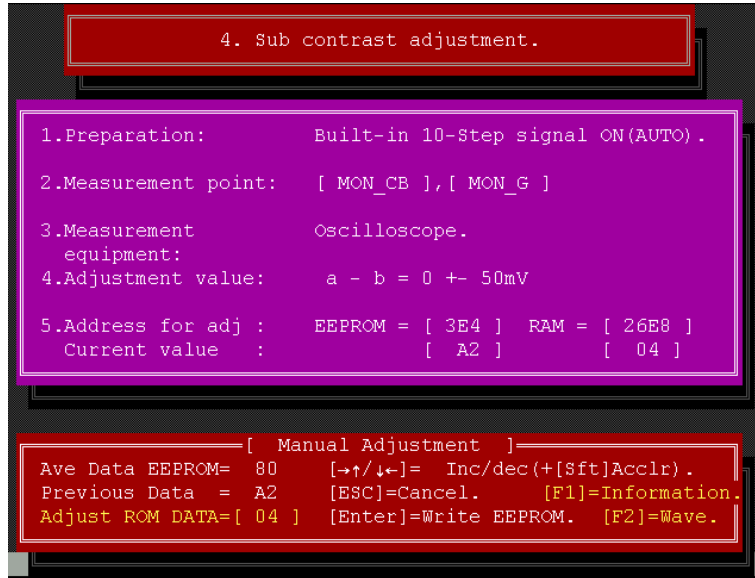 4. Sub contrast adjustment.
1.Preparation: Built-in 10-Step signal ON(AUTO).
2.Measurement point: [ MON_CB ],[ MON_G ]
3.Measurement Oscilloscope.
equipment:
4.Adjustment value: a - b = 0 +- 50mV
5.Address for adj : EEPROM = [ 3E4 ] RAM = [ 26E8 ]
Current value : [ A2 ] [ 04 ]
[ Manual Adjustment ]
Ave Data EEPROM= 80 [→↑/↓←]= Inc/dec(+[Sft]Acclr).
Previous Data = A2 [ESC]=Cancel. [F1]=Information.
Adjust ROM DATA=[ 04 ] [Enter]=Write EEPROM. [F2]=Wave.